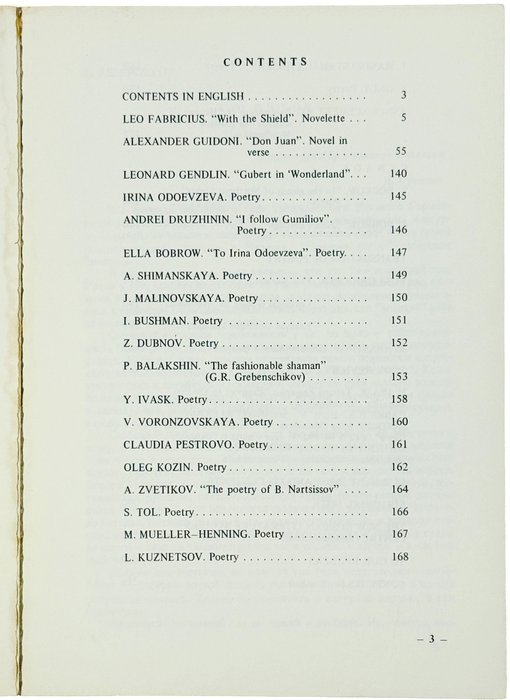 CONTENTS
CONTENTS IN ENGLISH . . . . . . . . . . . . . . . . . . 3
LEO FABRICIUS. “With the Shield”. Novelette . . . 5
ALEXANDER GUIDONI. “Don Juan”. Novel in
verse . . . . . . . . . . . . . . 55
LEONARD GENDLIN. “Gubert in ‘Wonderland”. . . 140
IRINA ODOEVZEVA. Poetry. . . . . . . . . . . . . . . . 145
ANDREI DRUZHININ. “I follow Gumiliov”.
Poetry. . . . . . . . . . . . . . . 146
ELLA BOBROW. “To Irina Odoevzeva”. Poetry. . . . 147
A. SHIMANSKAYA. Poetry . . . . . . . . . . . . . . . . . 149
J. MALINOVSKAYA. Poetry . . . . . . . . . . . . . . . . 150
I. BUSHMAN. Poetry . . . . . . . . . . . . . . . . . . . . . 151
Z. DUBNOV. Poetry . . . . . . . . . . . . . . . . . . . . . . 152
P. BALAKSHIN. “The fashionable shaman”
(G.R. Grebenschikov) . . . . . . . . . 153
Y. IVASK. Poetry. . . . . . . . . . . . . . . . . . . . . . . . 158
V. VORONZOVSKAYA. Poetry . . . . . . . . . . . . . . 160
CLAUDIA PESTROVO. Poetry. . . . . . . . . . . . . . . 161
OLEG KOZIN. Poetry . . . . . . . . . . . . . . . . . . . . . 162
A. ZVETIKOV. “The poetry of B. Nartsissov” . . . . 164
S. TOL. Poetry. . . . . . . . . . . . . . . . . . . . . . . . . . 166
M. MUELLER–HENNING. Poetry . . . . . . . . . . . . 167
L. KUZNETSOV. Poetry . . . . . . . . . . . . . . . . . . . 168
– 3 –